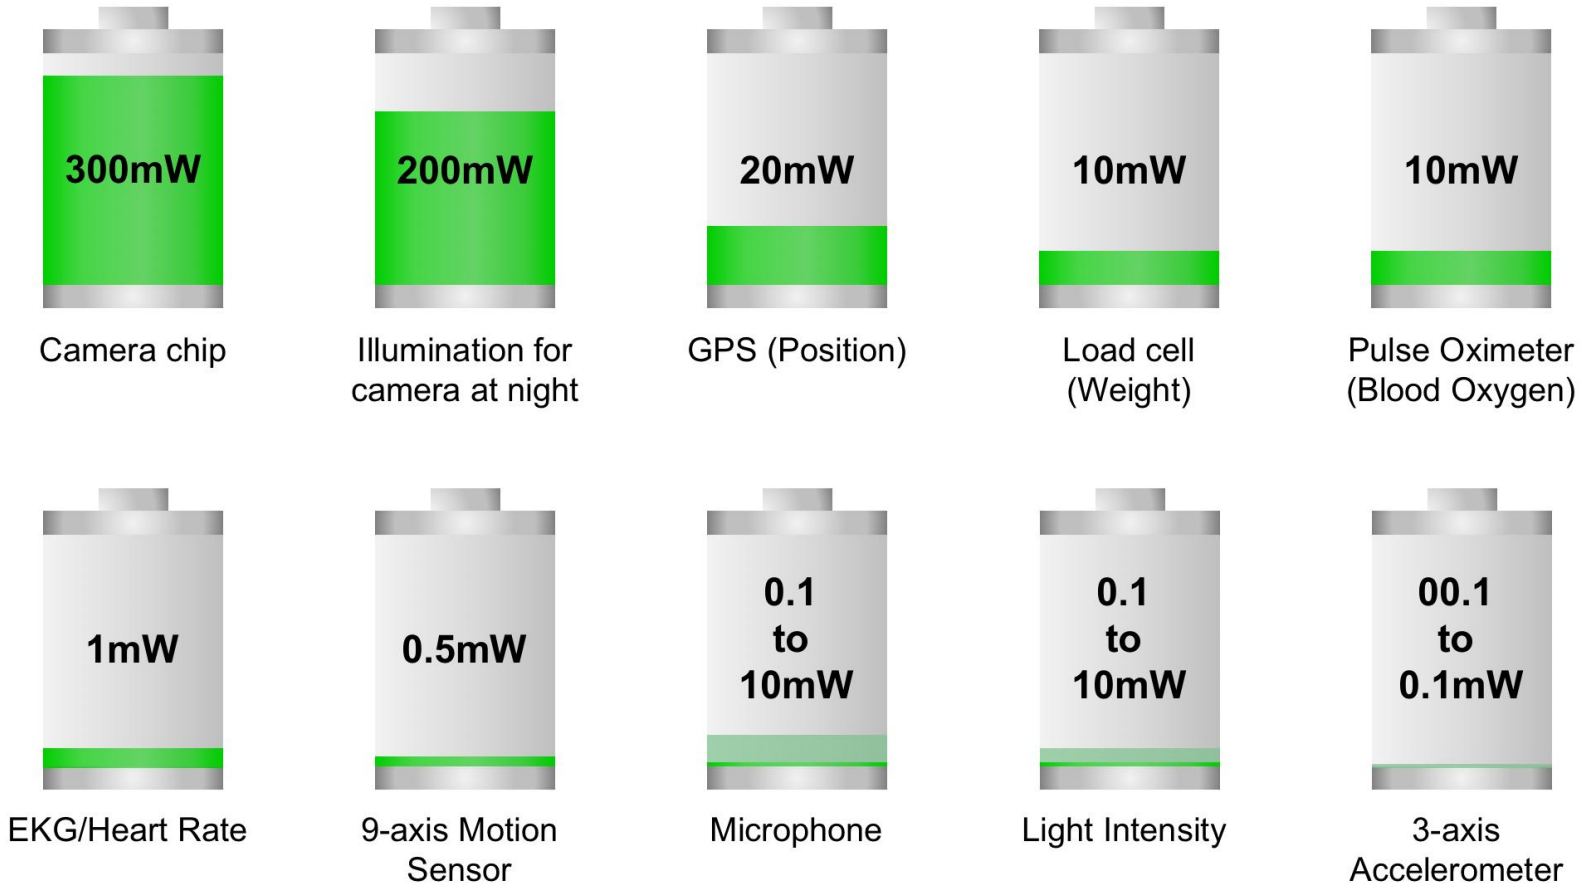 300mW
200mW
20mW
10mW
10mW
Camera chip
Illumination for
camera at night
GPS (Position)
Load cell
(Weight)
Pulse Oximeter
(Blood Oxygen)
1mW
0.5mW
0.1
to
10mW
0.1
to
10mW
00.1
to
0.1mW
EKG/Heart Rate
9-axis Motion
Sensor
Microphone
Light Intensity
3-axis
Accelerometer